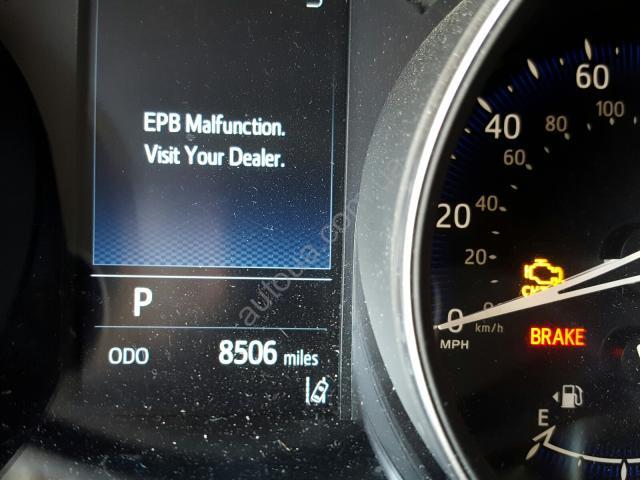 EPB Malfunction.
Visit Your Dealer.
P
ODO 8506 miles
60
100
40
80
60
20
40
20
0
km/h
MPH
BRAKE
E